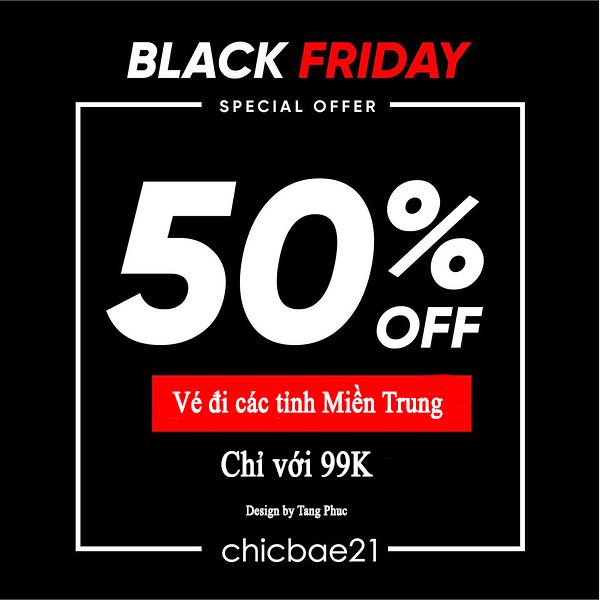 BLACK FRIDAY
SPECIAL OFFER
50%
OFF
Vé đi các tỉnh Miền Trung
Chỉ với 99K
Design by Tang Phuc
chicbae21